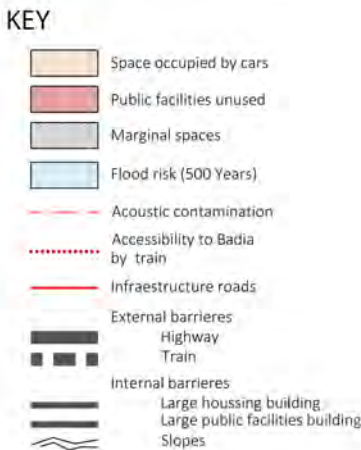 KEY
Space occupied by cars
Public facilities unused
Marginal spaces
Flood risk (500 Years)
Acoustic contamination
Accessibility to Badia
by train
Infraestructure roads
External barrieres
Highway
Train
Internal barrieres
Large houssing building
Large public facilities building
Slopes